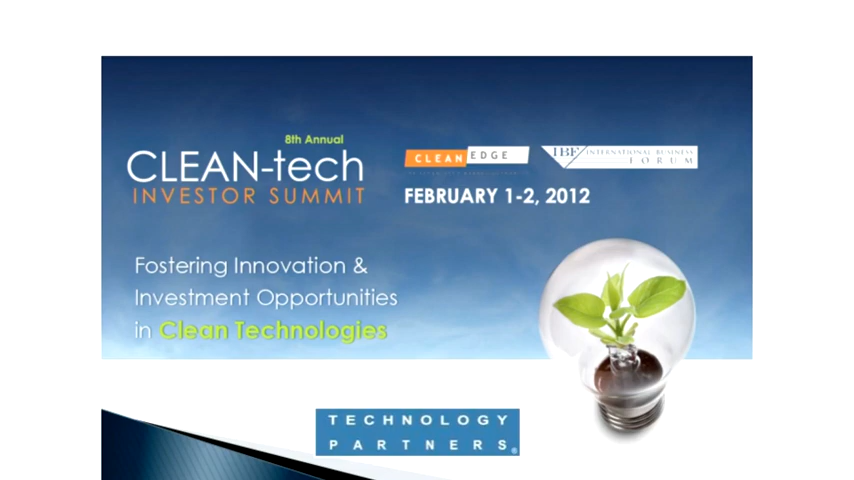 8th Annual
CLEAN-tech
INVESTOR SUMMIT
CLEAN EDGE
IBF INTERNATIONAL BUSINESS
FORUM
FEBRUARY 1-2, 2012
Fostering Innovation &
Investment Opportunities
in Clean Technologies
TECHNOLOGY
PARTNERS®